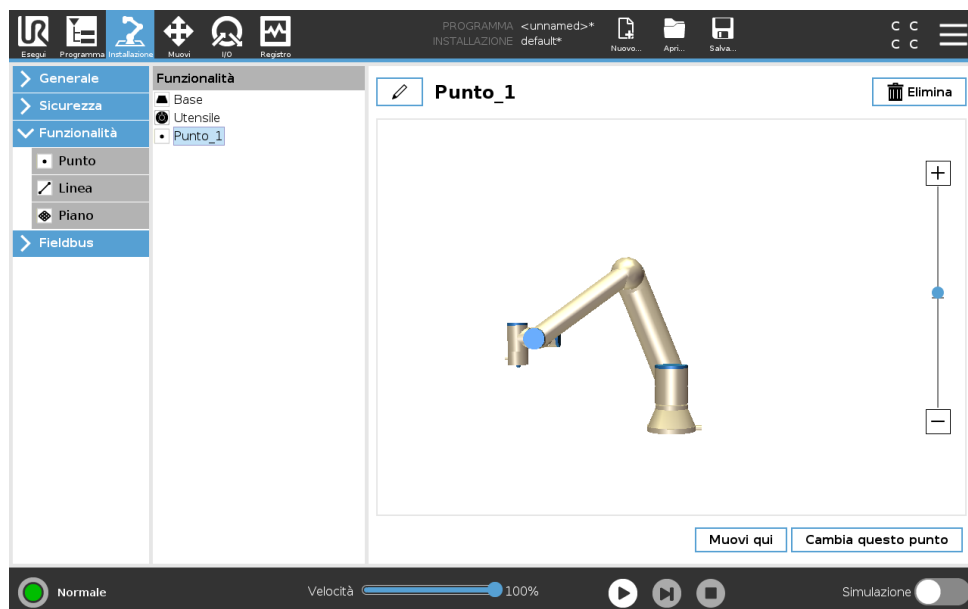 UR
Esegui
Programma
Installazione
Muovi
I/O
Registro
PROGRAMMA <unnamed>*
INSTALLAZIONE default*
Nuovo...
Apri...
Salva...
C C
C C
Generale
Sicurezza
Funzionalità
Punto
Linea
Piano
Fieldbus
Funzionalità
Base
Utensile
Punto_1
Punto_1
Elimina
Muovi qui
Cambia questo punto
Normale
Velocità
100%
Simulazione